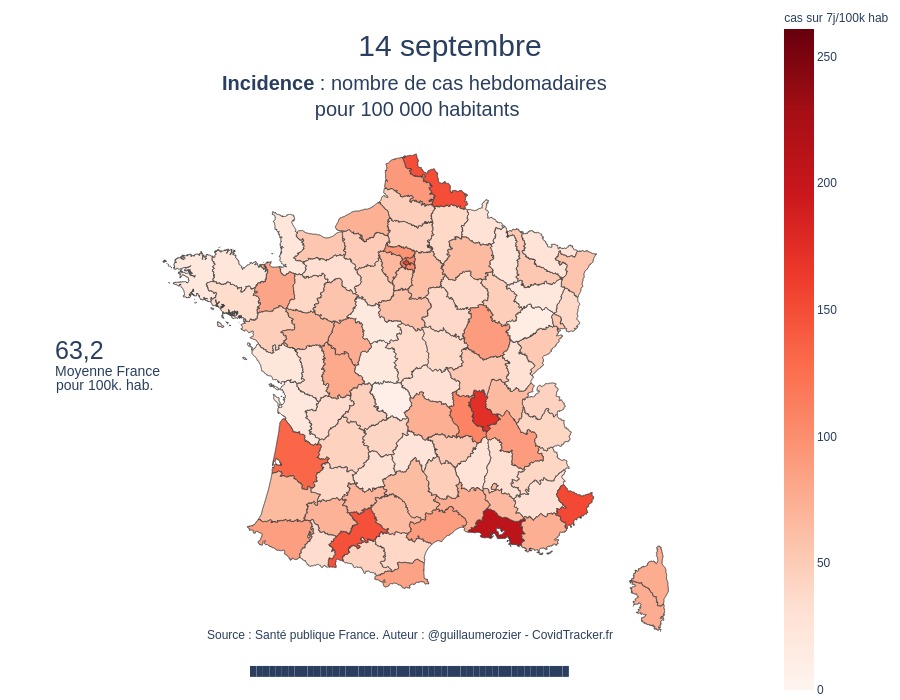 cas sur 7j/100k hab
14 septembre
Incidence : nombre de cas hebdomadaires
pour 100 000 habitants
250
200
150
63,2
Moyenne France
pour 100k. hab.
100
50
Source : Santé publique France. Auteur : @guillaumerozier - CovidTracker.fr
0